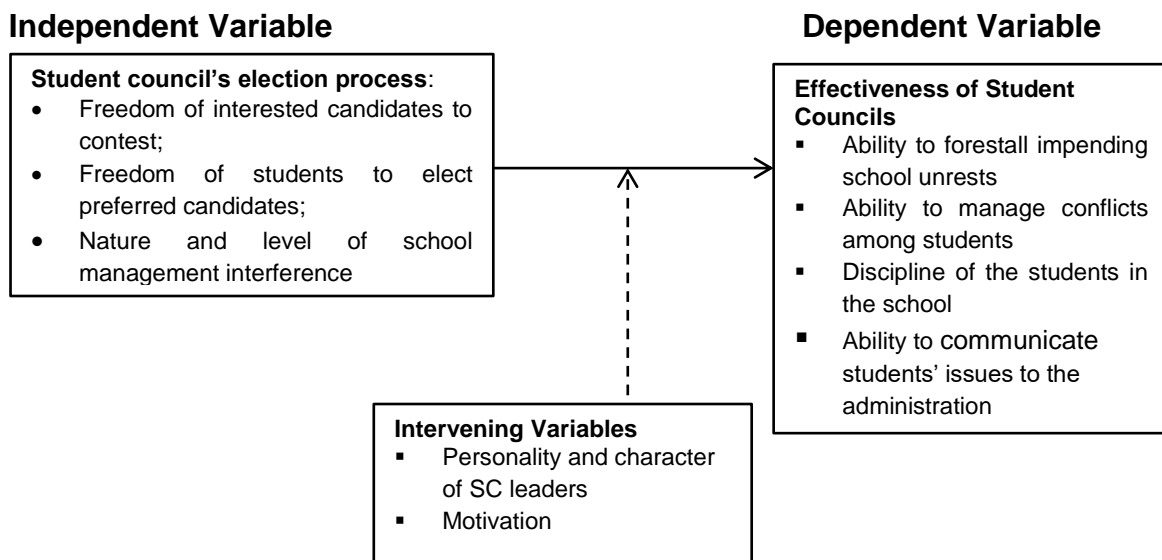 Independent Variable
Student council’s election process:
• Freedom of interested candidates to
contest;
• Freedom of students to elect
preferred candidates;
• Nature and level of school
management interference
Dependent Variable
Effectiveness of Student
Councils
▪ Ability to forestall impending
school unrests
▪ Ability to manage conflicts
among students
▪ Discipline of the students in
the school
▪ Ability to communicate
students’ issues to the
administration
Intervening Variables
▪ Personality and character
of SC leaders
▪ Motivation